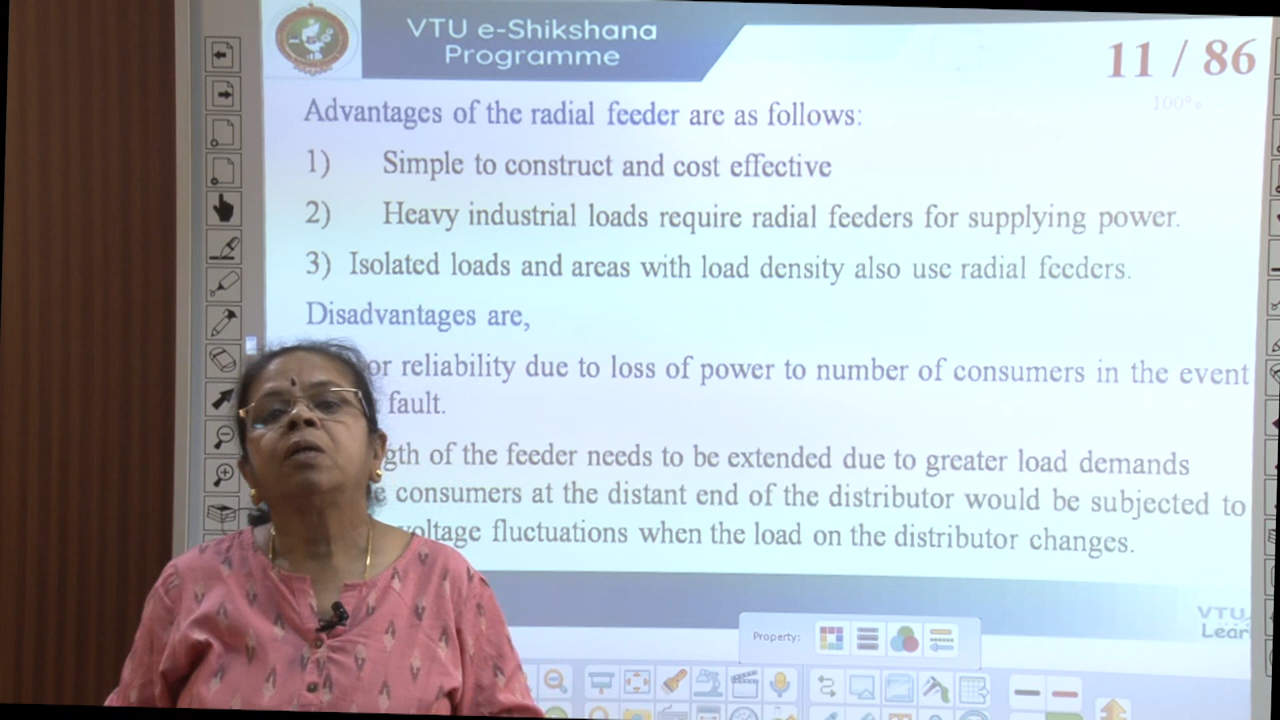 VTU e-Shikshana
Programme
11 / 86
100%
Advantages of the radial feeder are as follows:
1) Simple to construct and cost effective
2) Heavy industrial loads require radial feeders for supplying power.
3) Isolated loads and areas with load density also use radial feeders.
Disadvantages are,
or reliability due to loss of power to number of consumers in the event
fault.
gth of the feeder needs to be extended due to greater load demands
e consumers at the distant end of the distributor would be subjected to
voltage fluctuations when the load on the distributor changes.
VTU
Lear
Property: